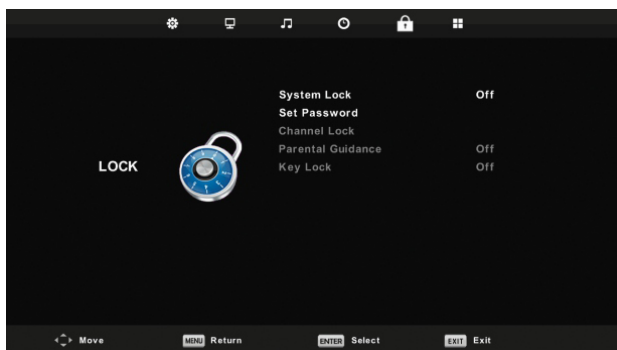 System Lock Off
Set Password
Channel Lock
Parental Guidance Off
LOCK
Key Lock Off
Move MENU Return ENTER Select EXIT Exit